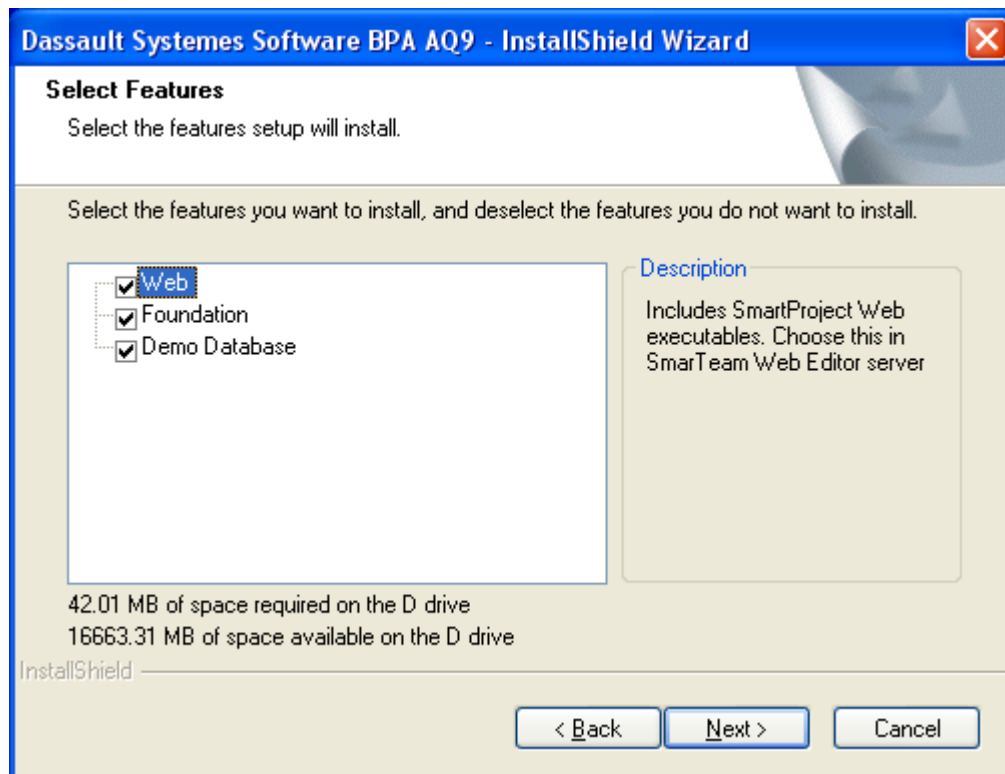 Dassault Systemes Software BPA AQ9 - InstallShield Wizard
Select Features
Select the features setup will install.
Select the features you want to install, and deselect the features you do not want to install.
Web
Foundation
Demo Database
Description
Includes SmartProject Web
executables. Choose this in
SmarTeam Web Editor server
42.01 MB of space required on the D drive
16663.31 MB of space available on the D drive
InstallShield
< Back
Next >
Cancel